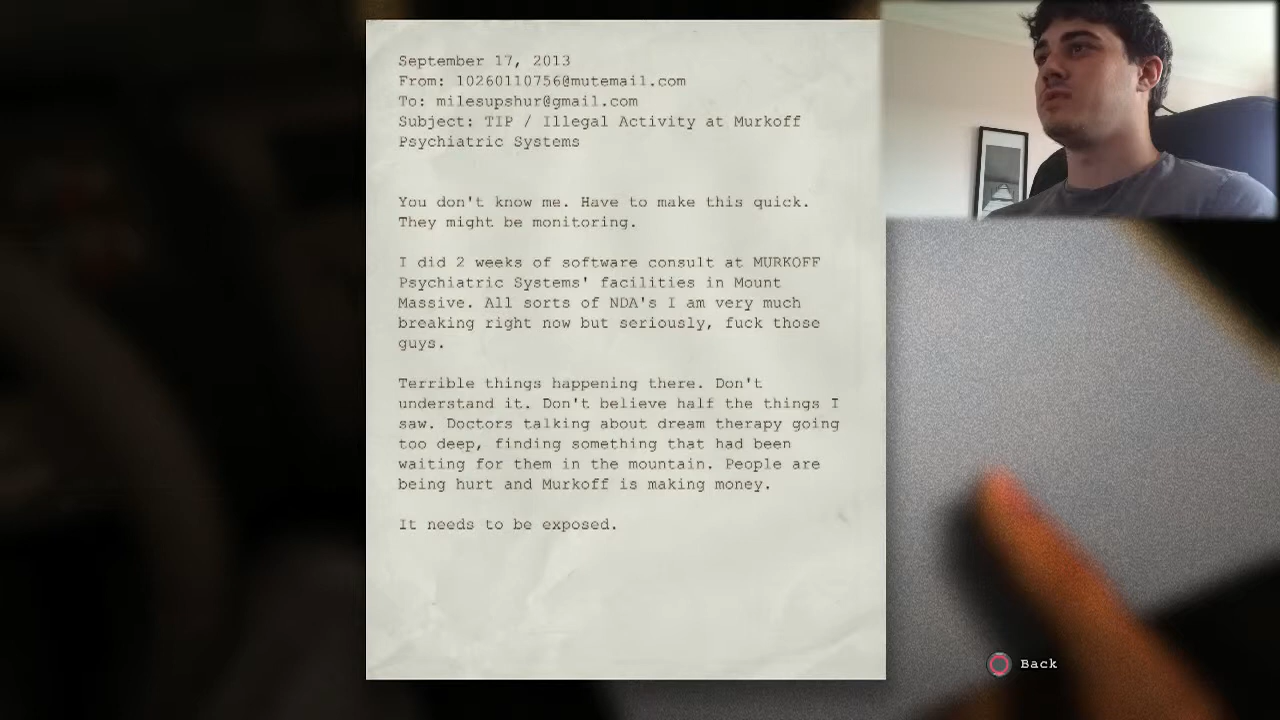 September 17, 2013
From: 10260110756@mutemail.com
To: milesupshur@gmail.com
Subject: TIP / Illegal Activity at Murkoff
Psychiatric Systems
You don't know me. Have to make this quick.
They might be monitoring.
I did 2 weeks of software consult at MURKOFF
Psychiatric Systems' facilities in Mount
Massive. All sorts of NDA's I am very much
breaking right now but seriously, fuck those
guys.
Terrible things happening there. Don't
understand it. Don't believe half the things I
saw. Doctors talking about dream therapy going
too deep, finding something that had been
waiting for them in the mountain. People are
being hurt and Murkoff is making money.
It needs to be exposed.
Back